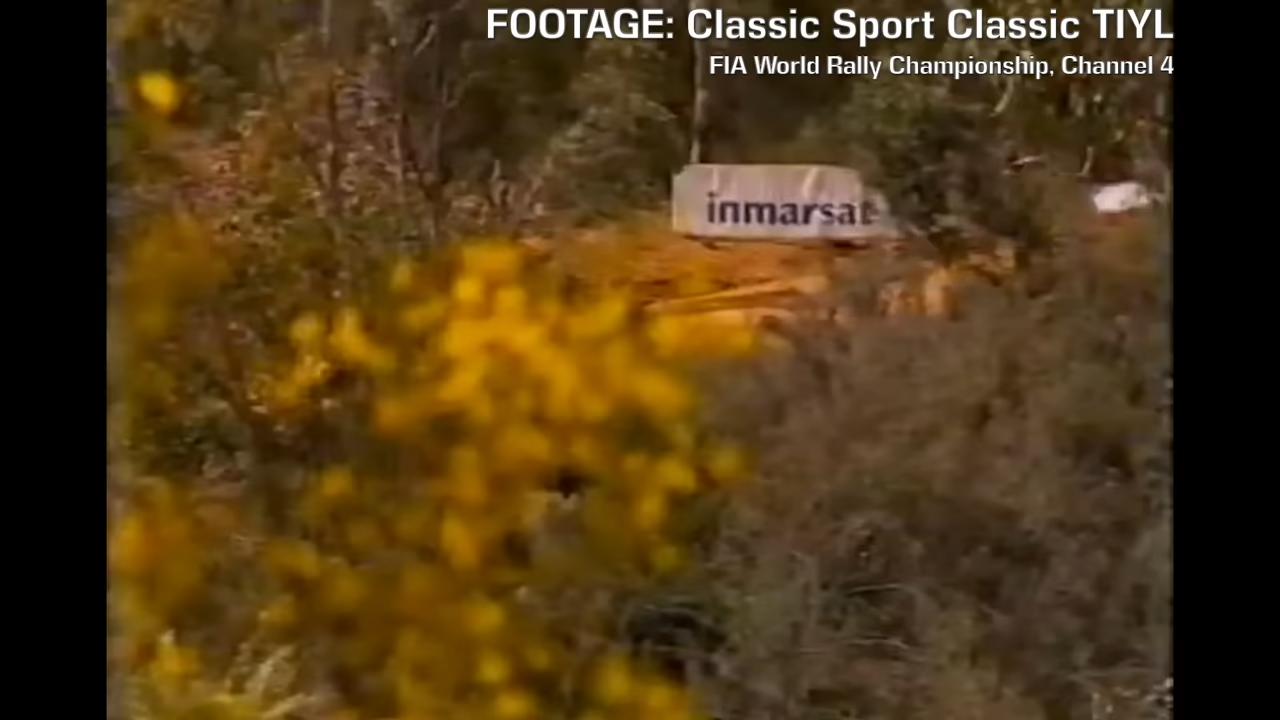 FOOTAGE: Classic Sport Classic TIYL
FIA World Rally Championship, Channel 4
inmarsat